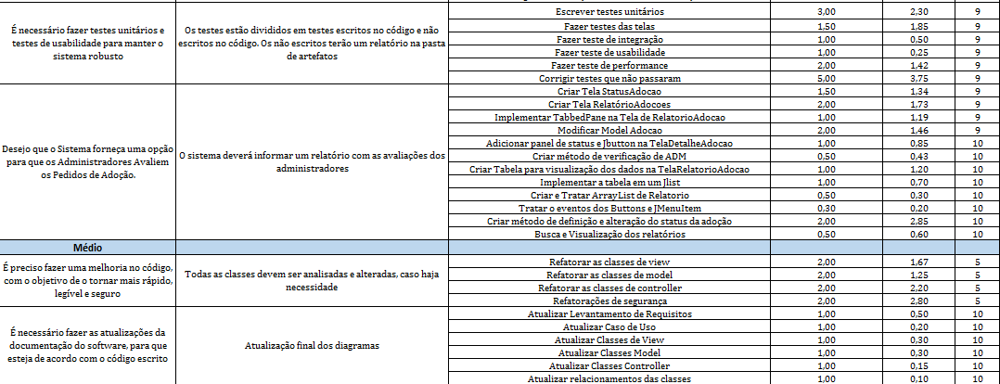 Escrever testes unitários 3,00 2,30 9
É necessário fazer testes unitários e
testes de usabilidade para manter o
sistema robusto
Os testes estão divididos em testes escritos no código e não
escritos no código. Os não escritos terão um relatório na pasta
de artefatos
Fazer testes das telas 1,50 1,85 9
Fazer teste de integração 1,00 0,50 9
Fazer teste de usabilidade 1,00 0,25 9
Fazer teste de performance 2,00 1,42 9
Corrigir testes que não passaram 5,00 3,75 9
Desejo que o Sistema forneça uma opção
para que os Administradores Avaliem
os Pedidos de Adoção.
O sistema deverá informar um relatório com as avaliações dos
administradores
Criar Tela StatusAdocao 1,50 1,34 9
Criar Tela RelatórioAdocoes 2,00 1,73 9
Implementar TabbedPane na Tela de RelatorioAdocao 1,00 1,19 9
Modificar Model Adocao 2,00 1,46 9
Adicionar panel de status e Jbutton na TelaDetalheAdocao 1,00 0,85 10
Criar método de verificação de ADM 0,50 0,43 10
Criar Tabela para visualização dos dados na TelaRelatorioAdocao 1,00 1,20 10
Implementar a tabela em um Jlist 1,00 0,70 10
Criar e Tratar ArrayList de Relatorio 0,50 0,30 10
Tratar o eventos dos Buttons e JMenuItem 0,30 0,20 10
Criar método de definição e alteração do status da adoção 2,00 2,85 10
Busca e Visualização dos relatórios 0,50 0,60 10
Médio
É preciso fazer uma melhoria no código,
com o objetivo de o tornar mais rápido,
legível e seguro
Todas as classes devem ser analisadas e alteradas, caso haja
necessidade
Refatorar as classes de view 2,00 1,67 5
Refatorar as classes de model 2,00 1,25 5
Refatorar as classes de controller 2,00 2,20 5
Refatorações de segurança 2,00 2,80 5
É necessário fazer as atualizações da
documentação do software, para que
esteja de acordo com o código escrito
Atualização final dos diagramas
Atualizar Levantamento de Requisitos 1,00 0,50 10
Atualizar Caso de Uso 1,00 0,20 10
Atualizar Classes de View 1,00 0,30 10
Atualizar Classes Model 1,00 0,30 10
Atualizar Classes Controller 1,00 0,15 10
Atualizar relacionamentos das classes 1,00 0,10 10